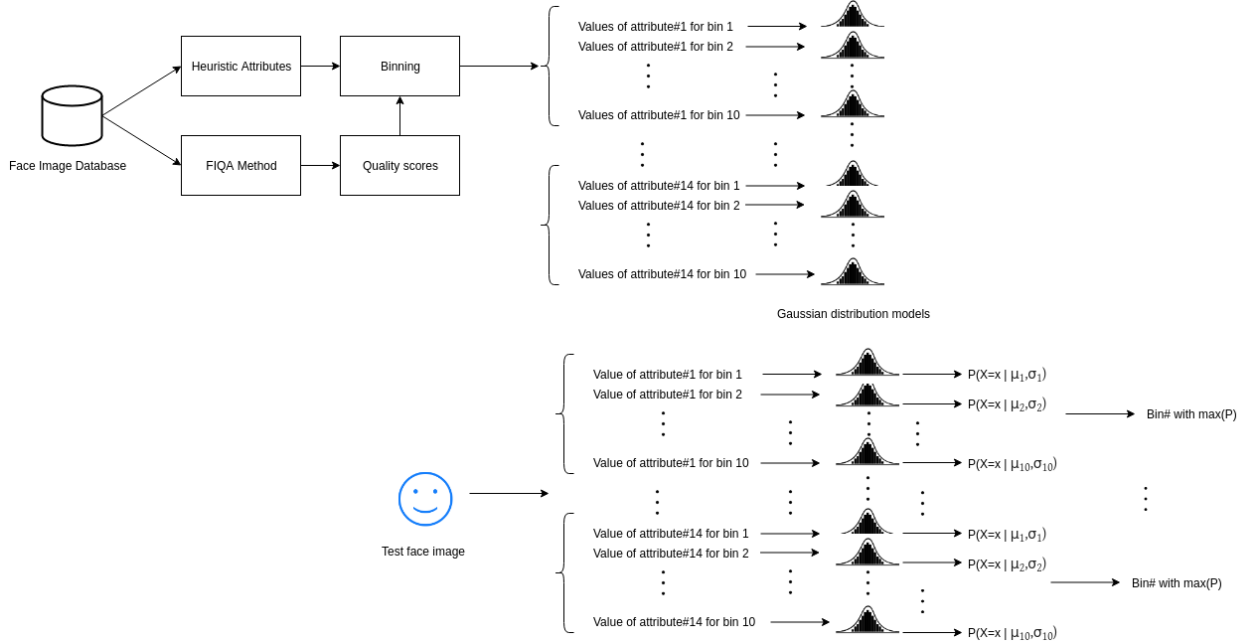 Values of attribute#1 for bin 1
Values of attribute#1 for bin 2
Heuristic Attributes
Binning
Values of attribute#1 for bin 10
Face Image Database
FIQA Method
Quality scores
Values of attribute#14 for bin 1
Values of attribute#14 for bin 2
Values of attribute#14 for bin 10
Gaussian distribution models
Value of attribute#1 for bin 1
P(X=x | μ₁,σ₁)
Value of attribute#1 for bin 2
P(X=x | μ₂,σ₂)
Bin# with max(P)
Value of attribute#1 for bin 10
P(X=x | μ₁₀,σ₁₀)
Test face image
Value of attribute#14 for bin 1
P(X=x | μ₁,σ₁)
Value of attribute#14 for bin 2
P(X=x | μ₂,σ₂)
Bin# with max(P)
Value of attribute#14 for bin 10
P(X=x | μ₁₀,σ₁₀)